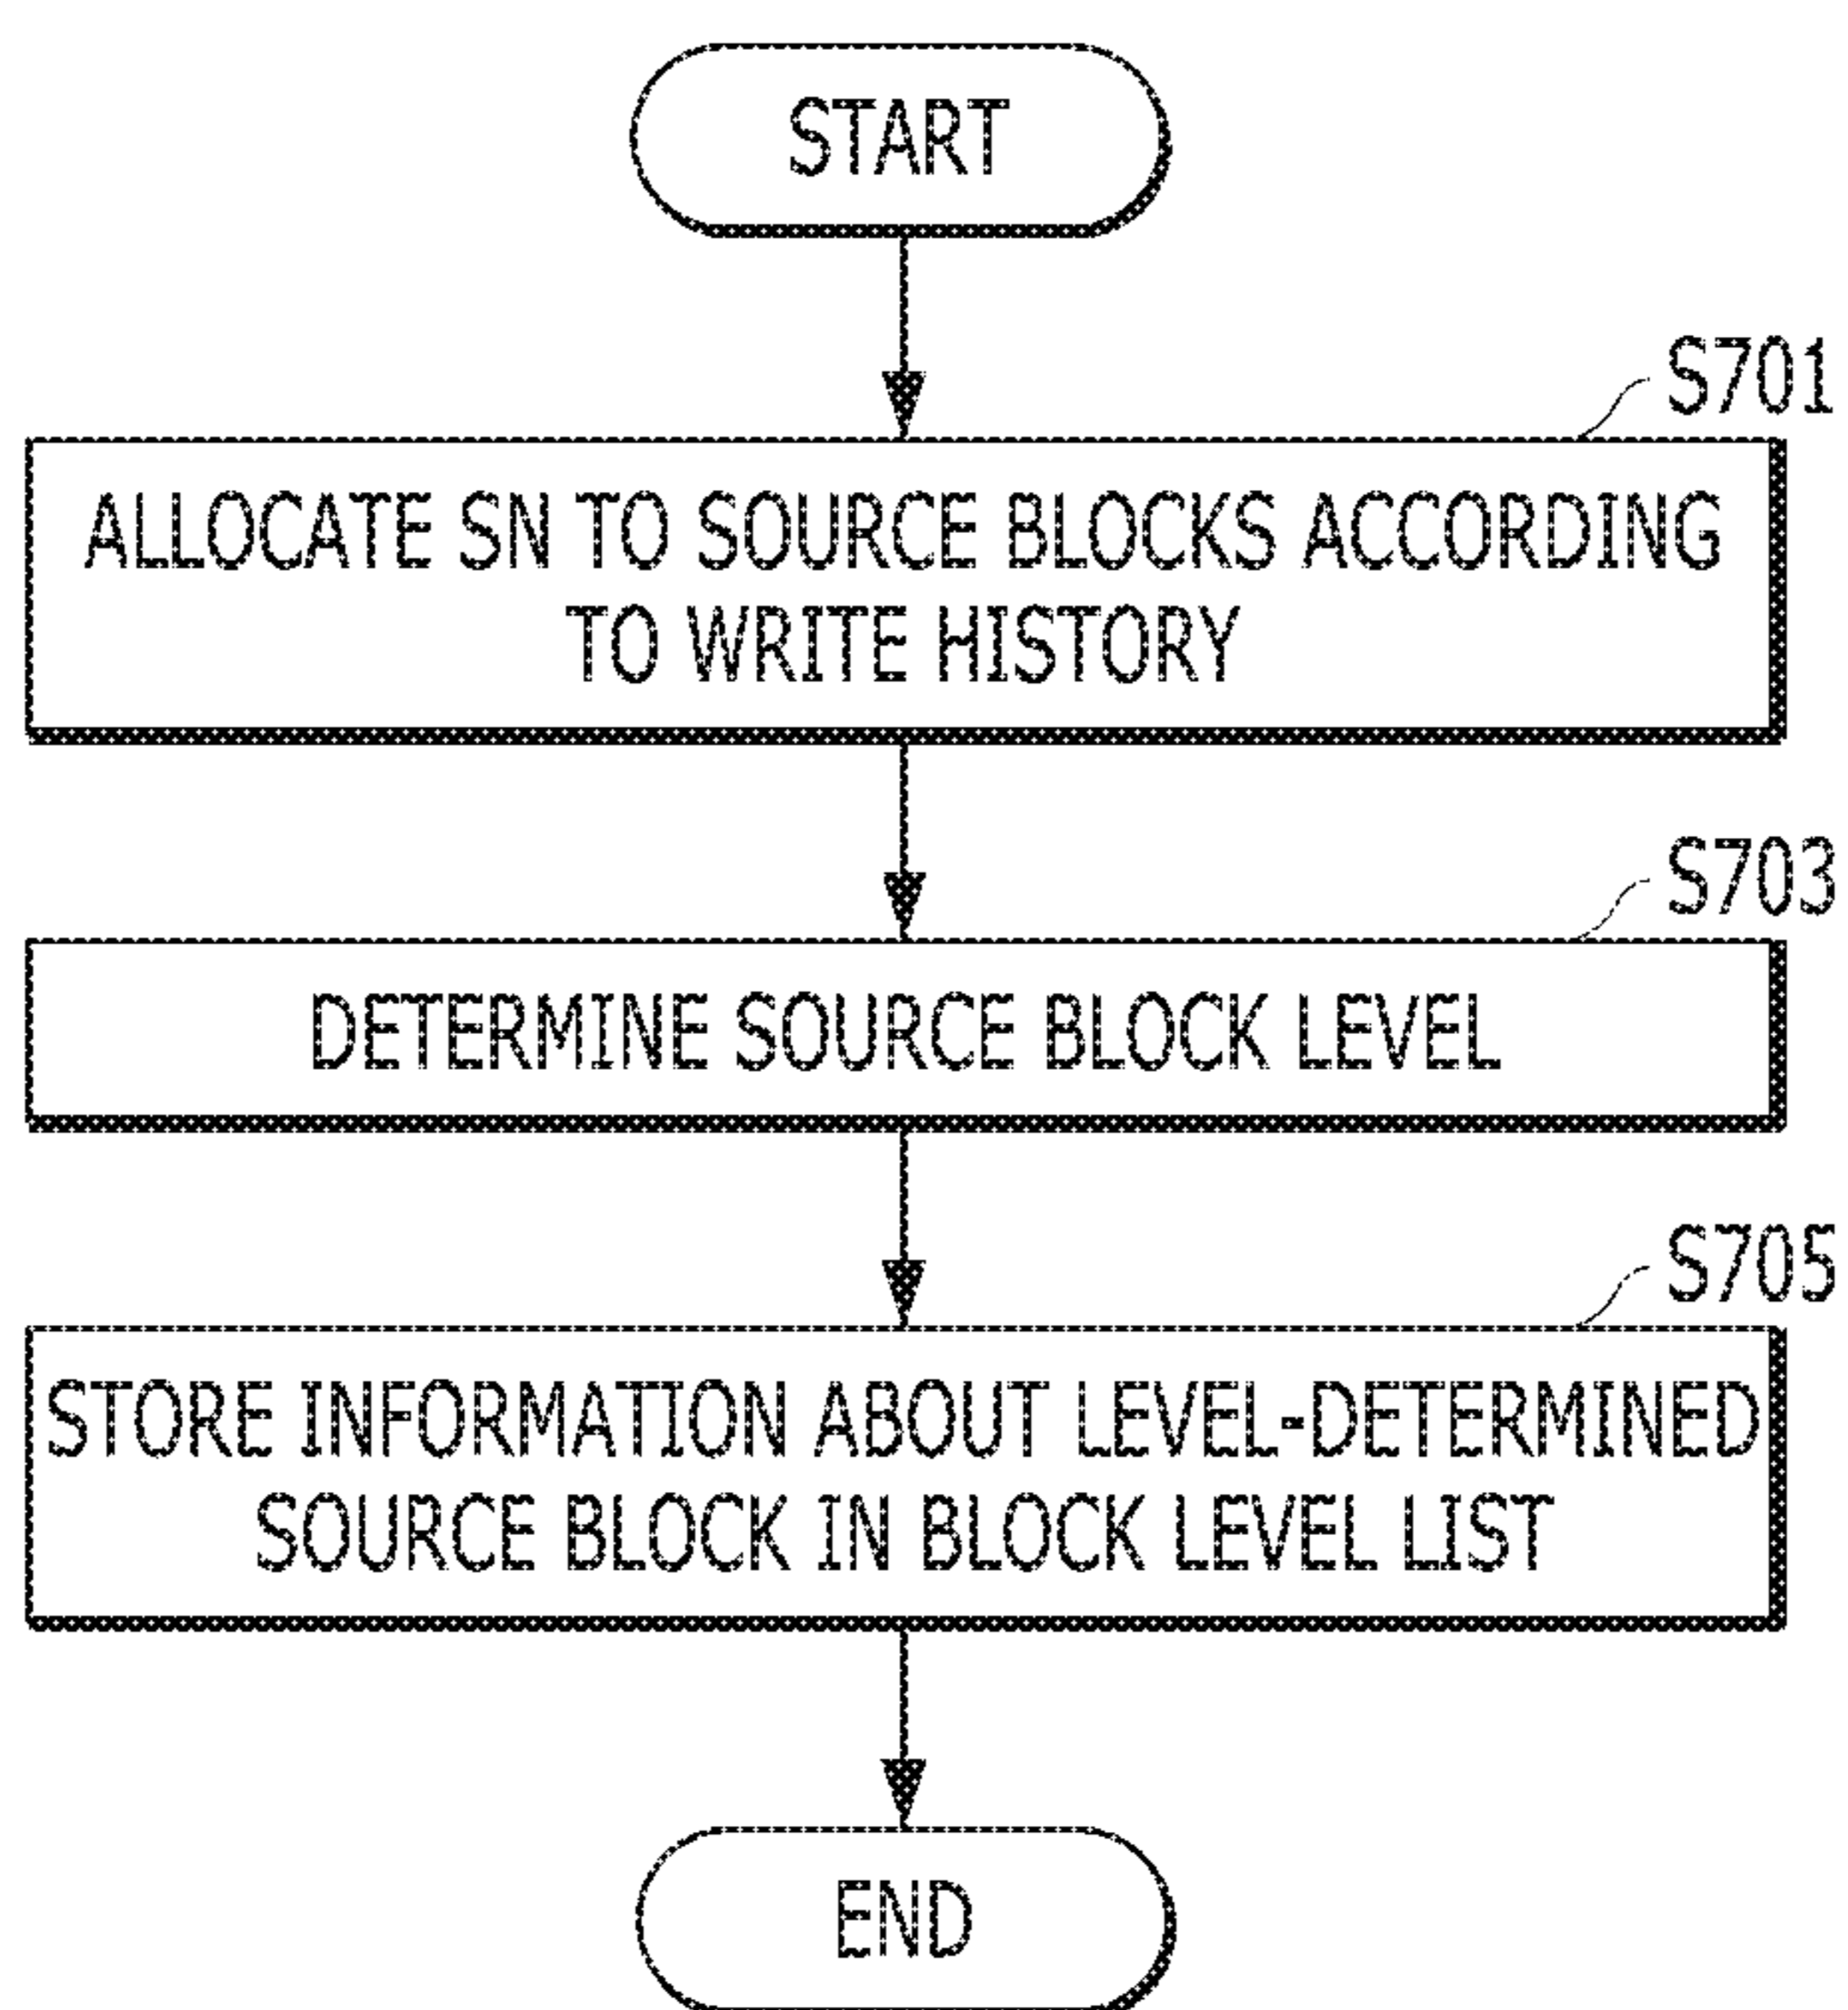 START
S701
ALLOCATE SN TO SOURCE BLOCKS ACCORDING
TO WRITE HISTORY
S703
DETERMINE SOURCE BLOCK LEVEL
S705
STORE INFORMATION ABOUT LEVEL-DETERMINED
SOURCE BLOCK IN BLOCK LEVEL LIST
END